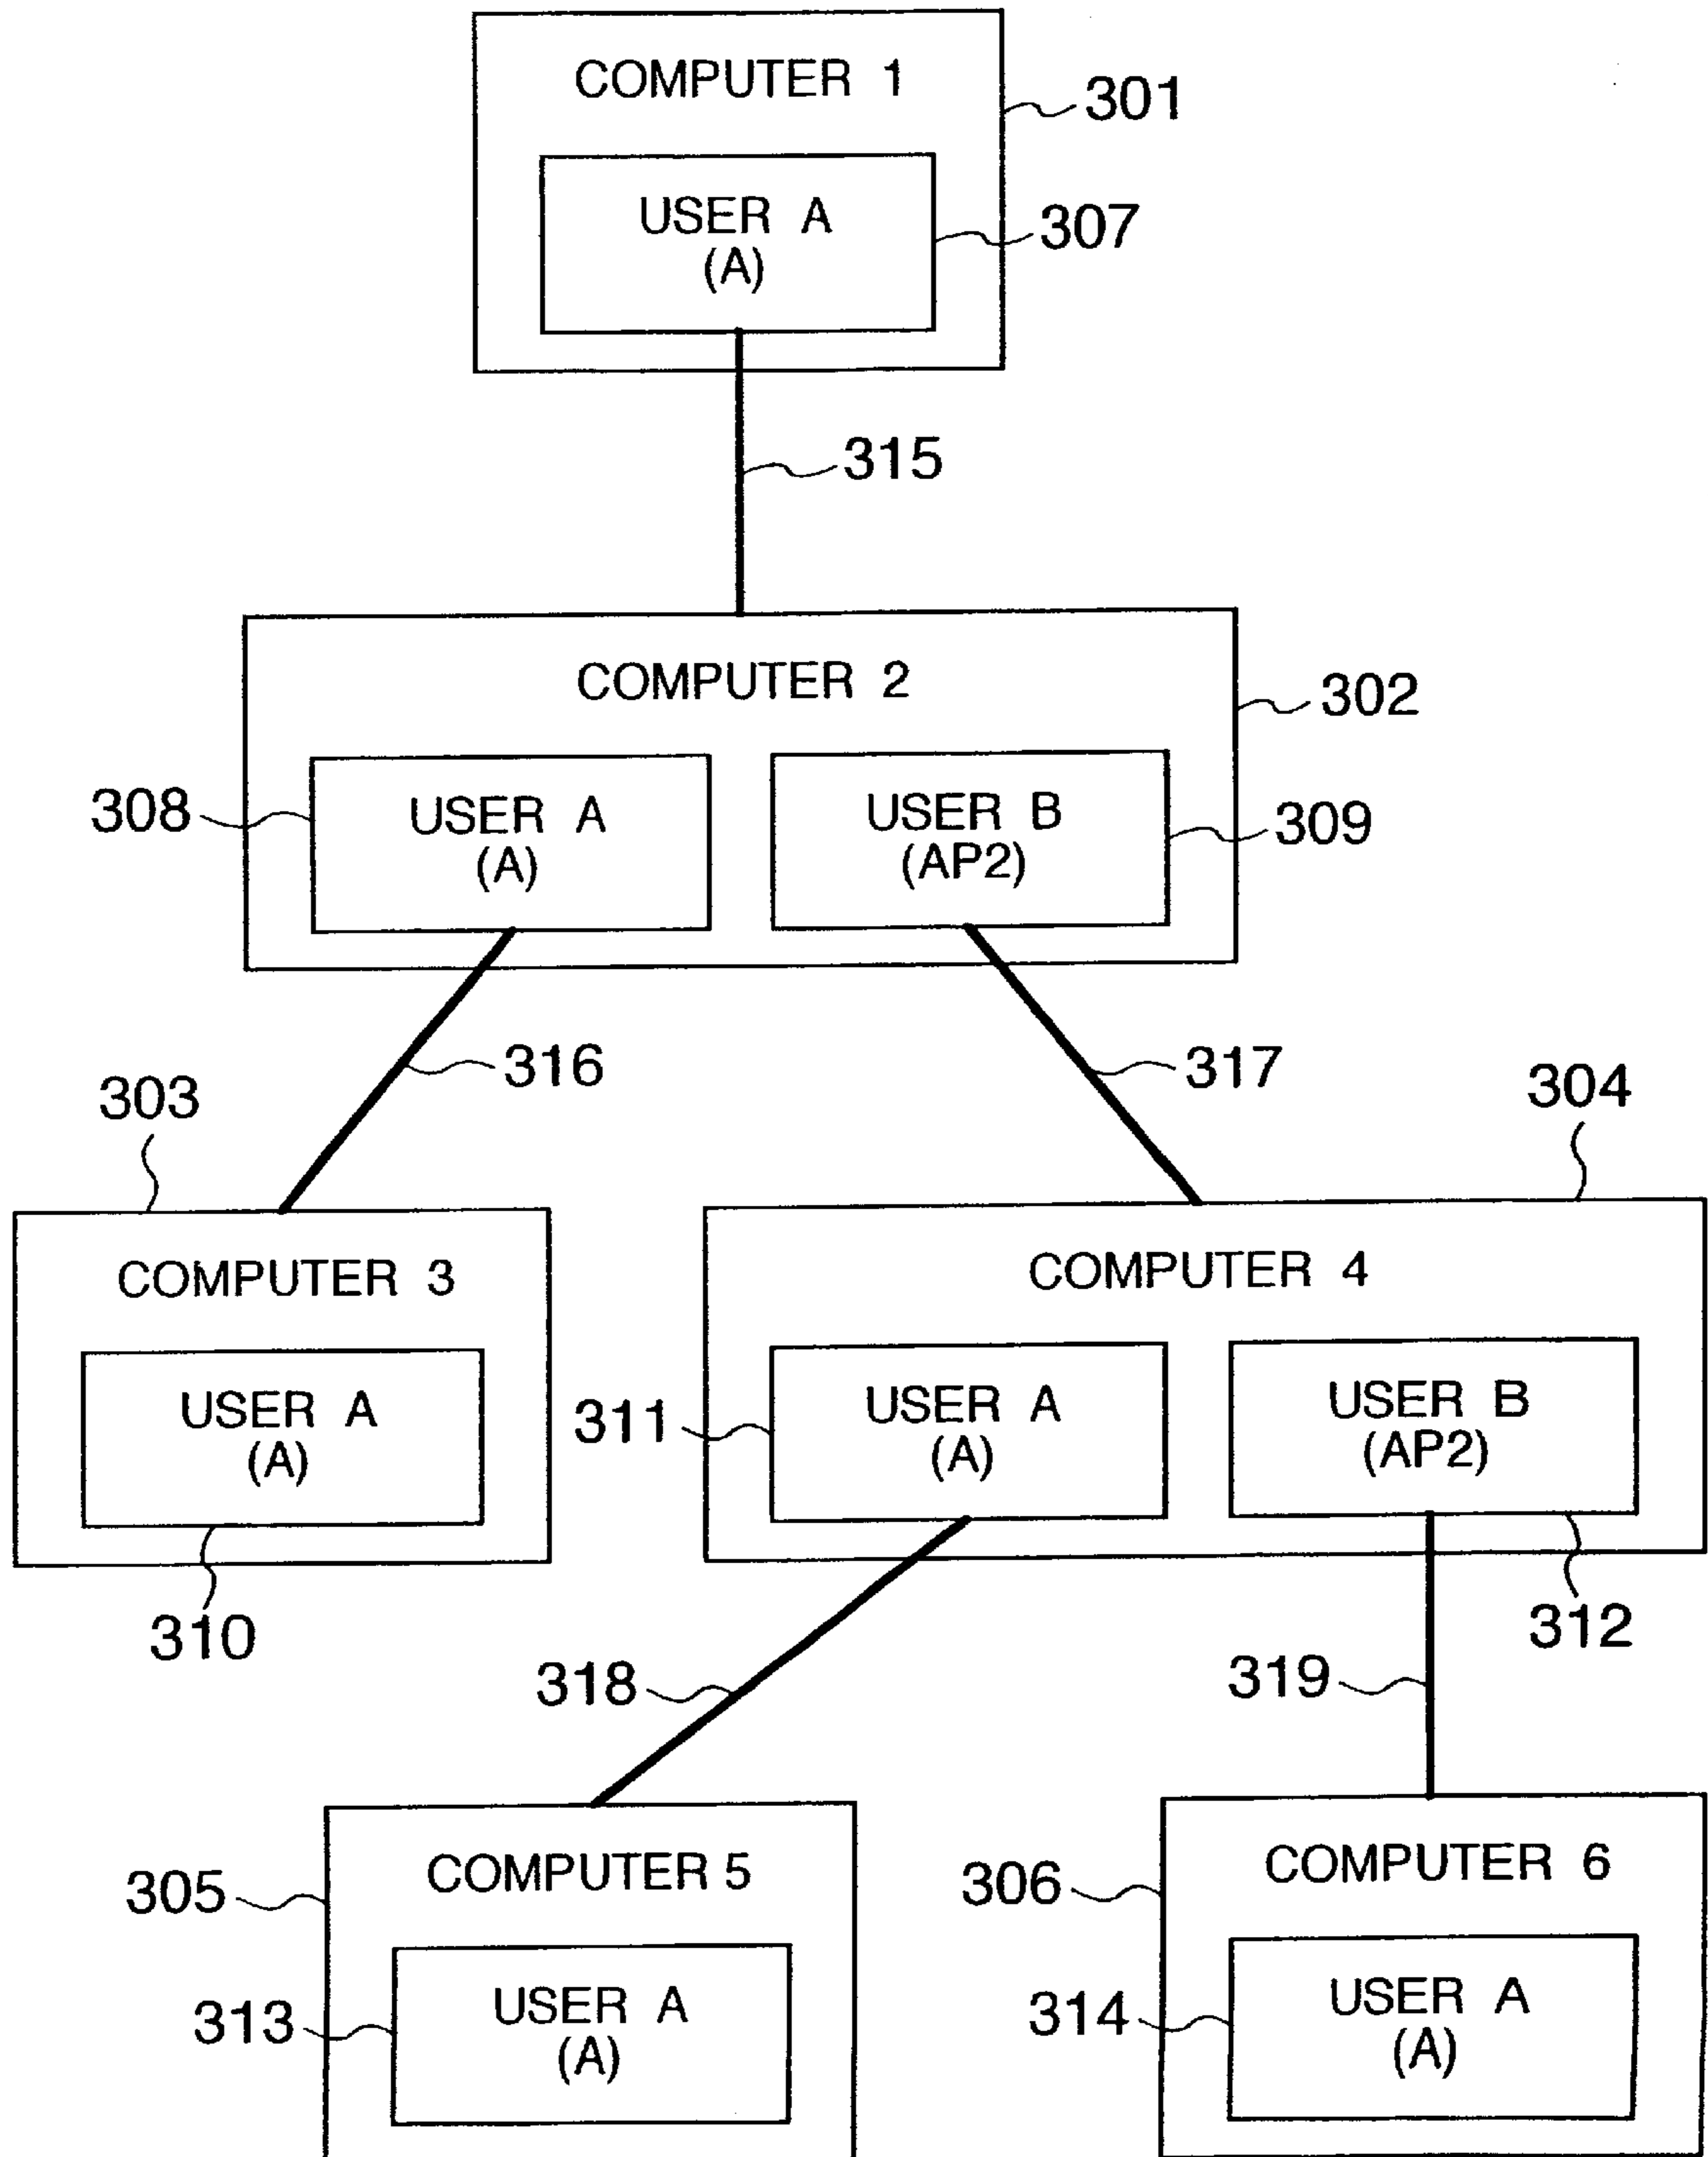 COMPUTER 1
301
USER A
(A)
307
315
COMPUTER 2
302
308
USER A
(A)
USER B
(AP2)
309
316
317
303
304
COMPUTER 3
COMPUTER 4
USER A
(A)
311
USER A
(A)
USER B
(AP2)
310
312
318
319
COMPUTER 5
305
COMPUTER 6
306
USER A
(A)
313
USER A
(A)
314